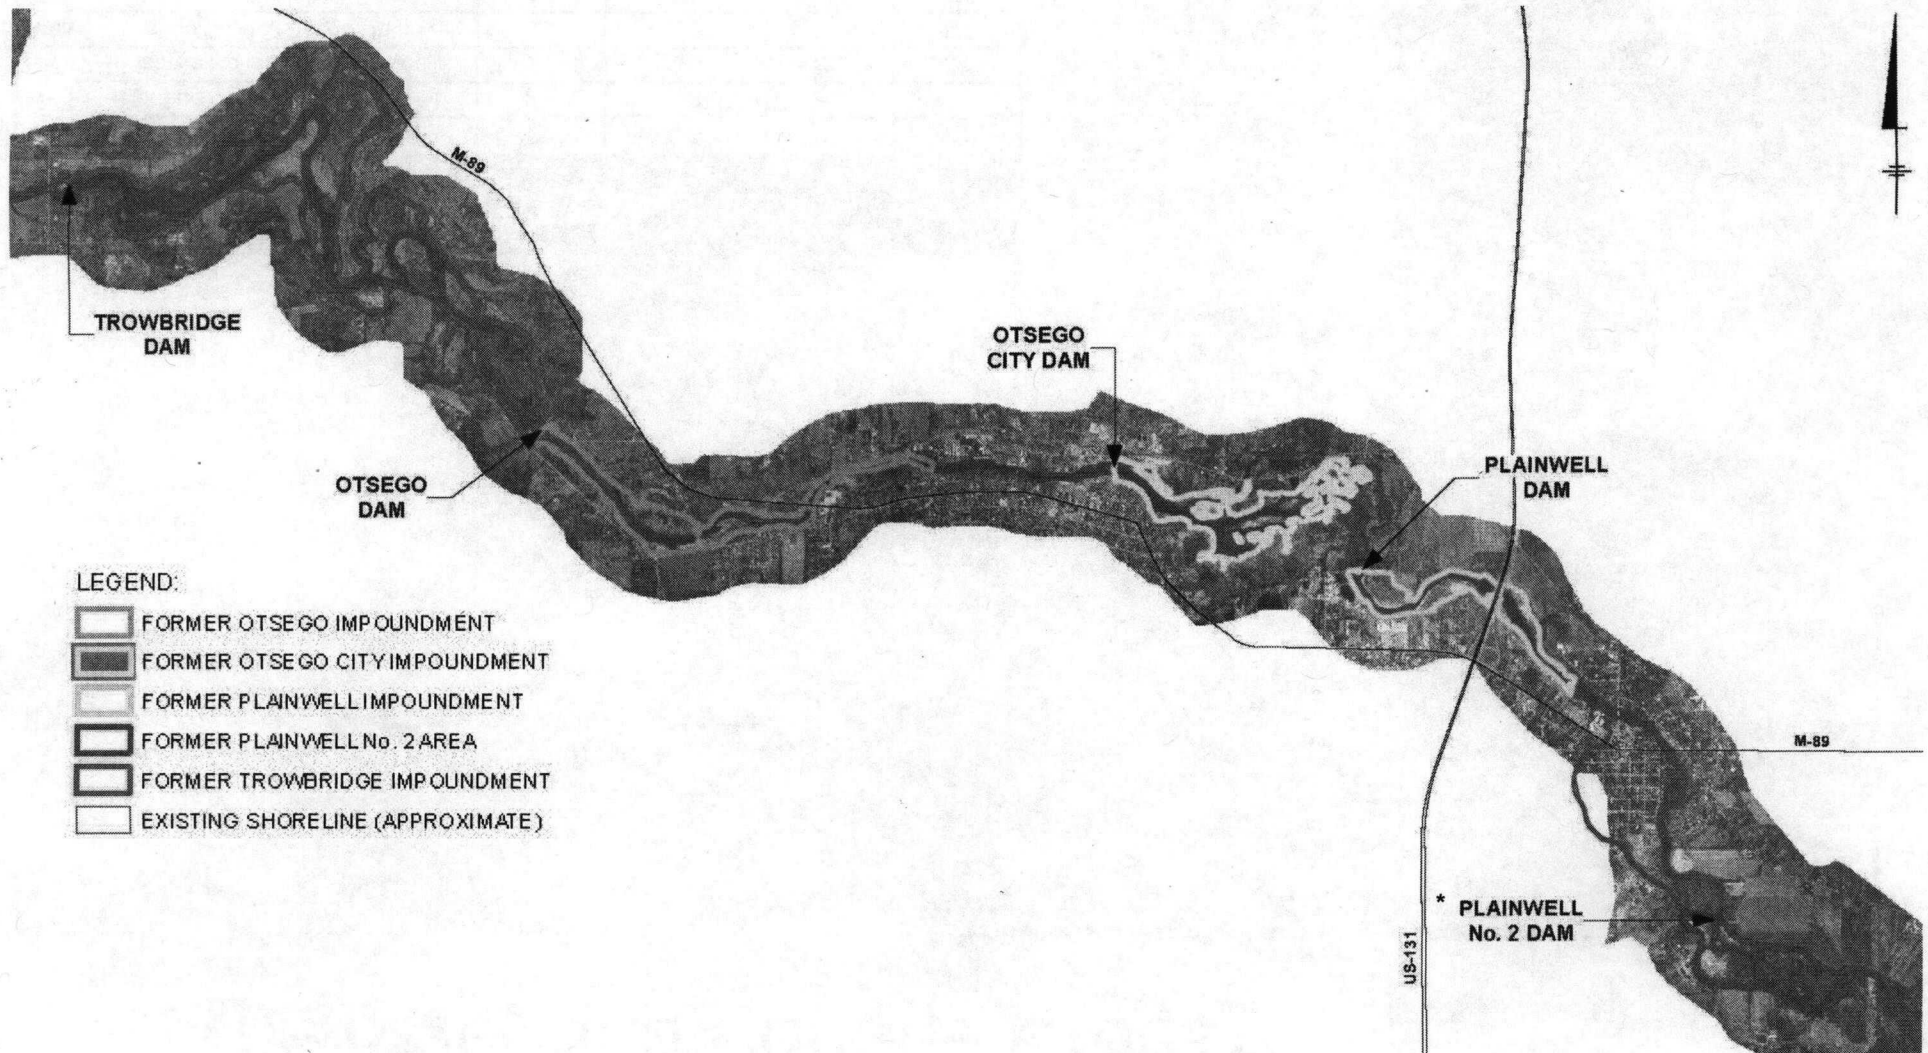 M-89
TROWBRIDGE
DAM
OTSEGO
CITY DAM
OTSEGO
DAM
PLAINWELL
DAM
LEGEND:
FORMER OTSEGO IMPOUNDMENT
FORMER OTSEGO CITY IMPOUNDMENT
FORMER PLAINWELL IMPOUNDMENT
FORMER PLAINWELL No. 2 AREA
FORMER TROWBRIDGE IMPOUNDMENT
EXISTING SHORELINE (APPROXIMATE)
M-89
* PLAINWELL
No. 2 DAM
US-131